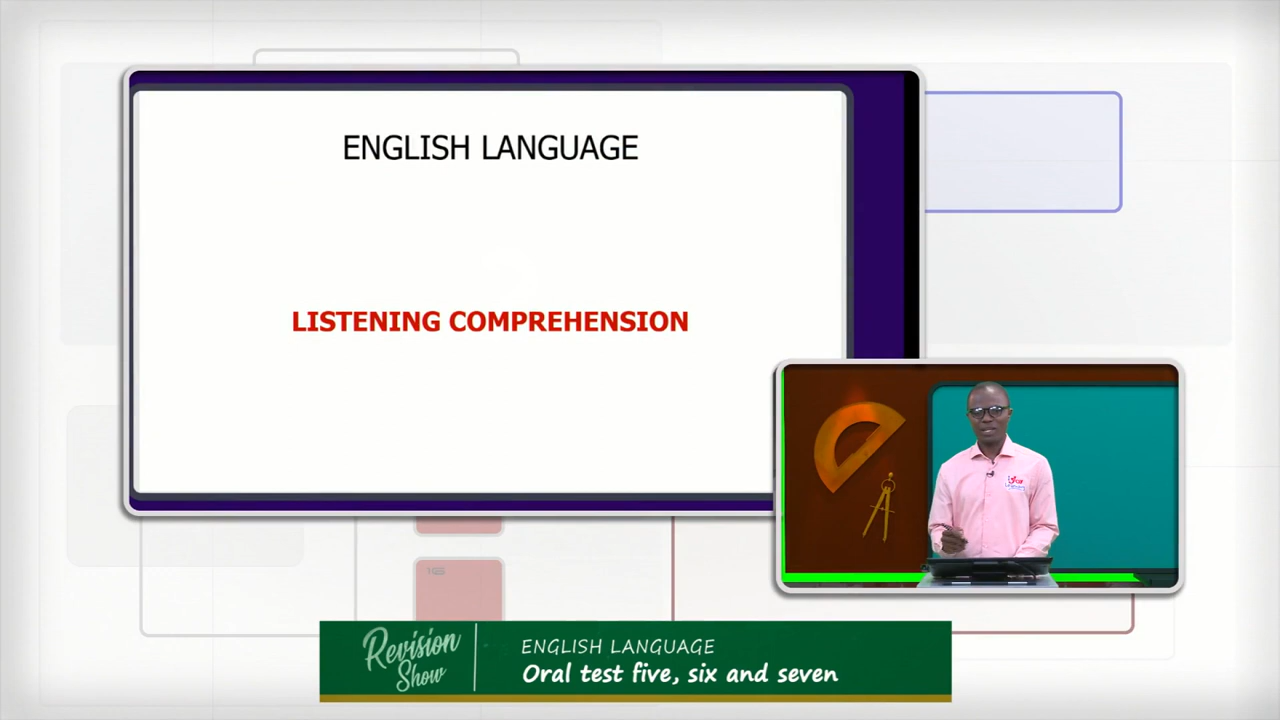 ENGLISH LANGUAGE
LISTENING COMPREHENSION
Revision
Show
ENGLISH LANGUAGE
Oral test five, six and seven